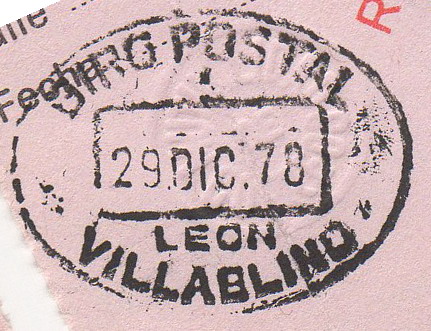 Fecha
GIRO POSTAL
29 DIC. 78
LEON
VILLABLINO
R